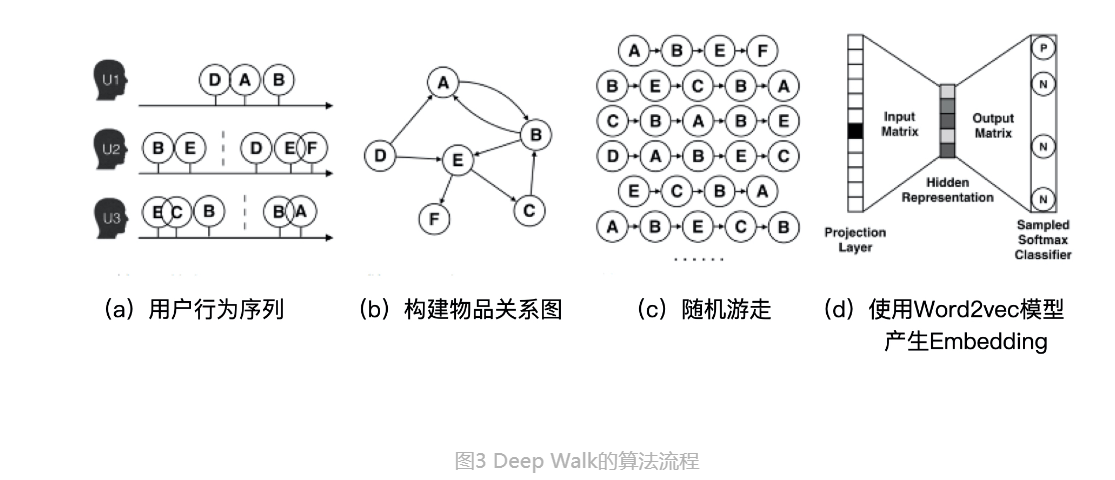 U1 D A B
U2 B E D E F
U3 E C B B A
A
B
D
E
F
C
A B E F
B E C B A
C B A B E
D A B E C
E C B A
A B E C B
......
P
N
N
N
Input
Matrix
Output
Matrix
Hidden
Representation
Projection
Layer
Sampled
Softmax
Classifier
(a)用户行为序列
(b)构建物品关系图
(c)随机游走
(d)使用Word2vec模型
产生Embedding
图3 Deep Walk的算法流程